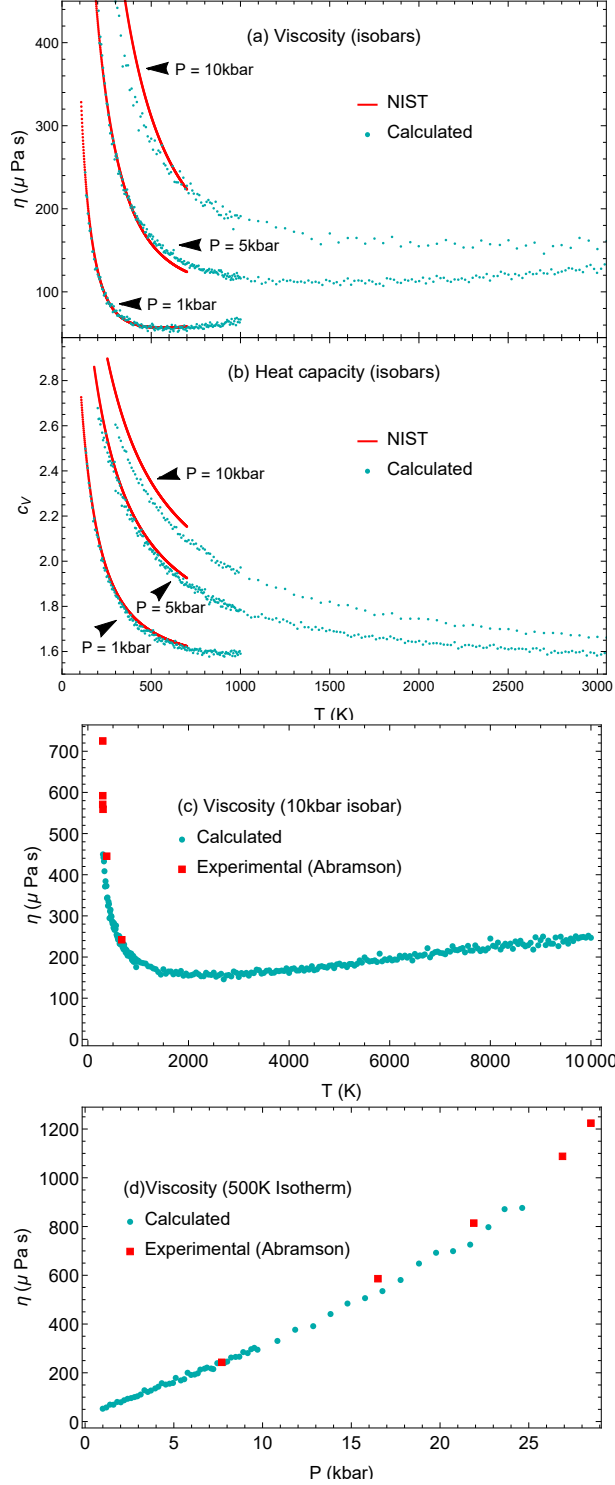 (a) Viscosity (isobars)
P = 10kbar
NIST
Calculated
P = 5kbar
P = 1kbar
η (μ Pa s)
400
300
200
100
(b) Heat capacity (isobars)
NIST
Calculated
P = 10kbar
P = 5kbar
P = 1kbar
c_V
2.8
2.6
2.4
2.2
2.0
1.8
1.6
0 500 1000 1500 2000 2500 3000
T (K)
(c) Viscosity (10kbar isobar)
Calculated
Experimental (Abramson)
η (μ Pa s)
700
600
500
400
300
200
100
0
0 2000 4000 6000 8000 10000
T (K)
(d)Viscosity (500K Isotherm)
Calculated
Experimental (Abramson)
η (μ Pa s)
1200
1000
800
600
400
200
0
0 5 10 15 20 25
P (kbar)